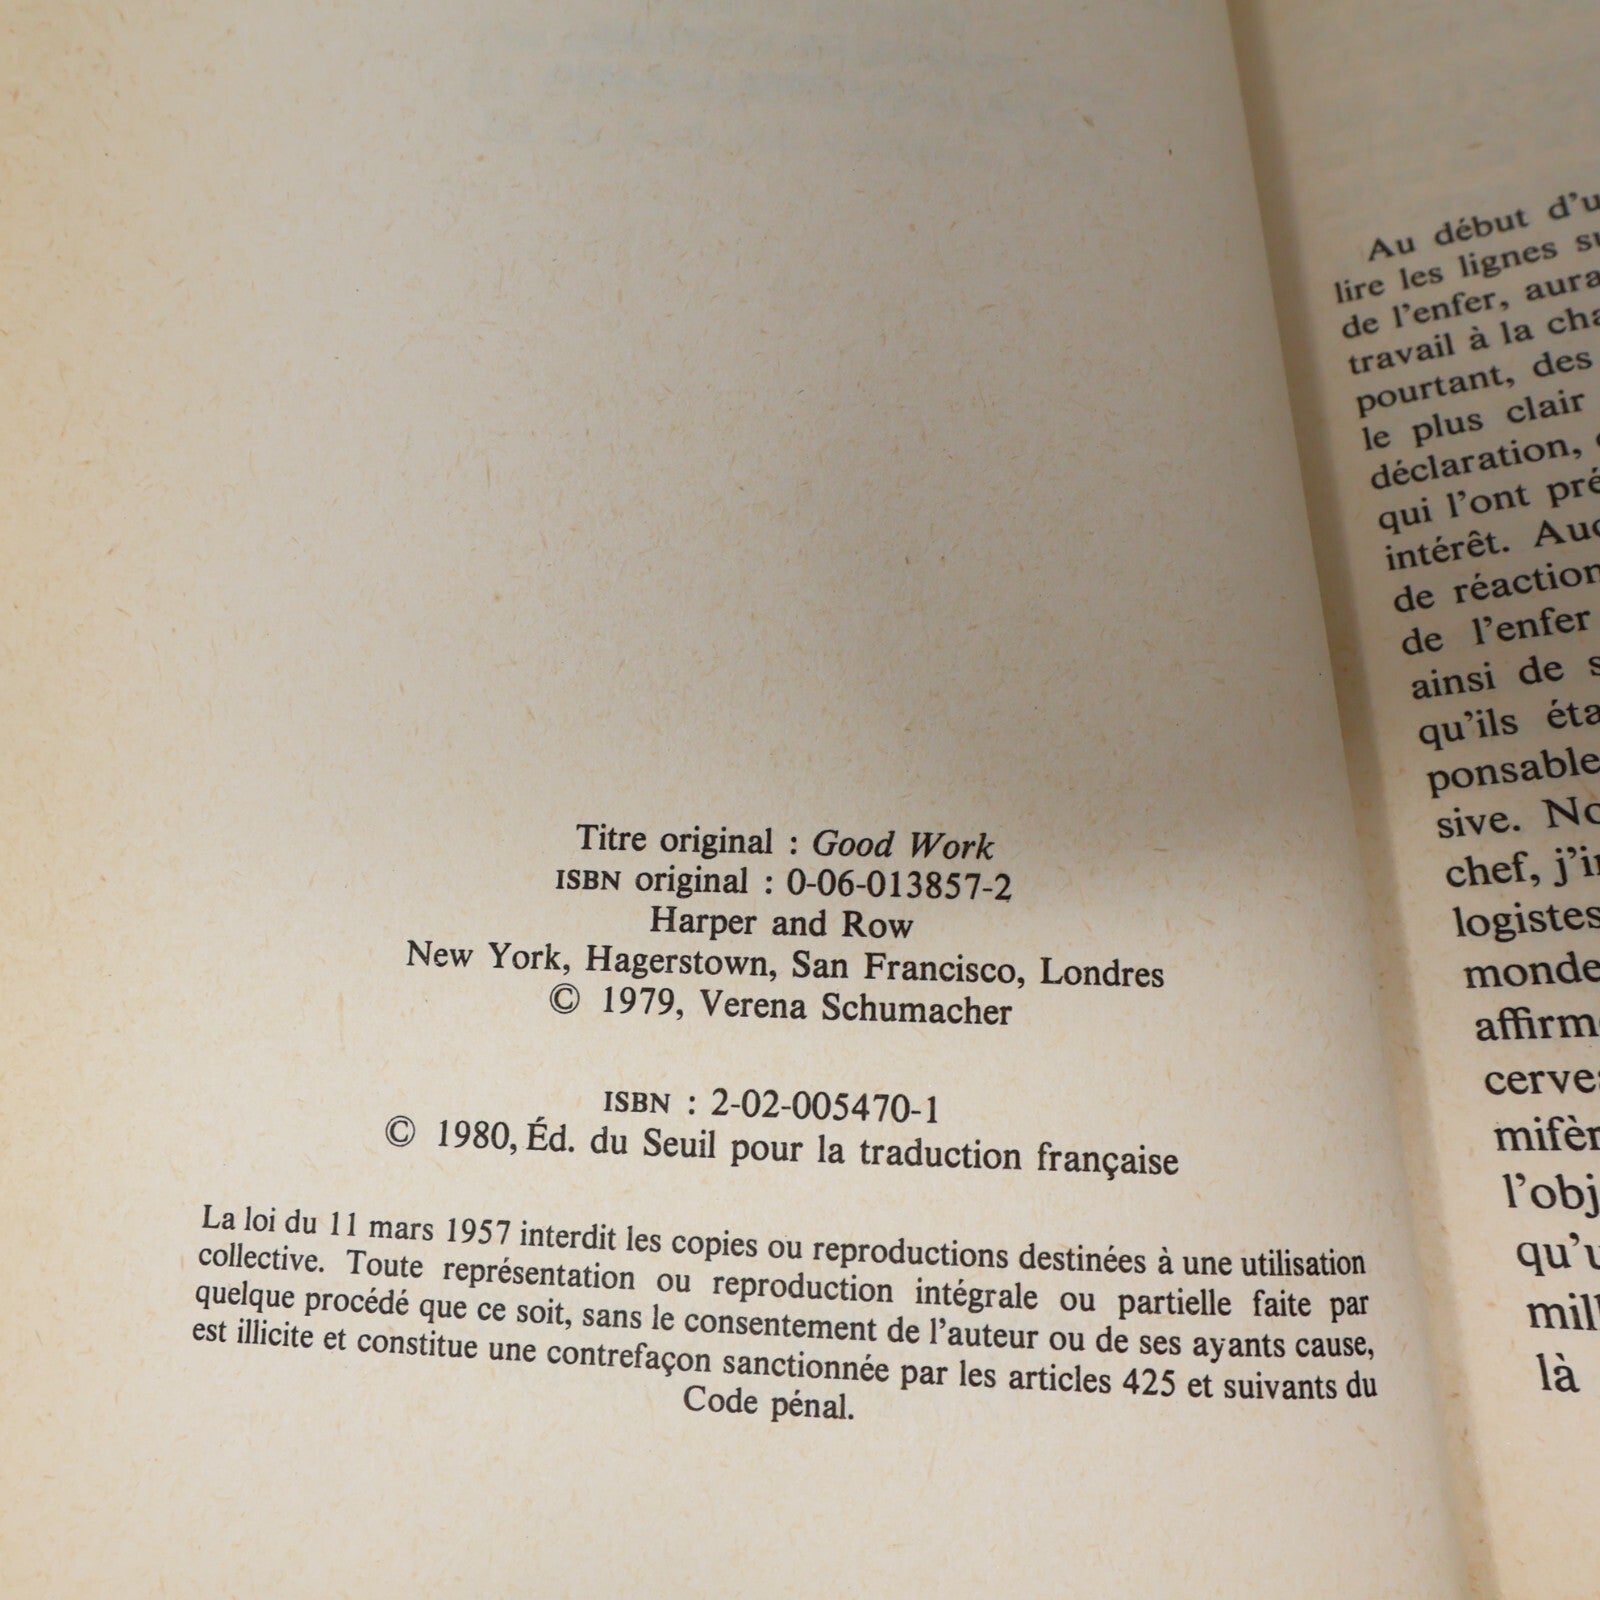 Titre original : Good Work
ISBN original : 0-06-013857-2
Harper and Row
New York, Hagerstown, San Francisco, Londres
© 1979, Verena Schumacher
ISBN : 2-02-005470-1
© 1980, Éd. du Seuil pour la traduction française
La loi du 11 mars 1957 interdit les copies ou reproductions destinées à une utilisation
collective. Toute représentation ou reproduction intégrale ou partielle faite par
quelque procédé que ce soit, sans le consentement de l'auteur ou de ses ayants cause,
est illicite et constitue une contrefaçon sanctionnée par les articles 425 et suivants du
Code pénal.
Au début d'u
lire les lignes su
de l'enfer, aura
travail à la cha
pourtant, des
le plus clair
déclaration,
qui l'ont pré
intérêt. Auc
de réaction
de l'enfer
ainsi de s
qu'ils éta
ponsable
sive. No
chef, j'in
logistes
monde
affirme
cervea
mifèr
l'obj
qu'u
mill
là